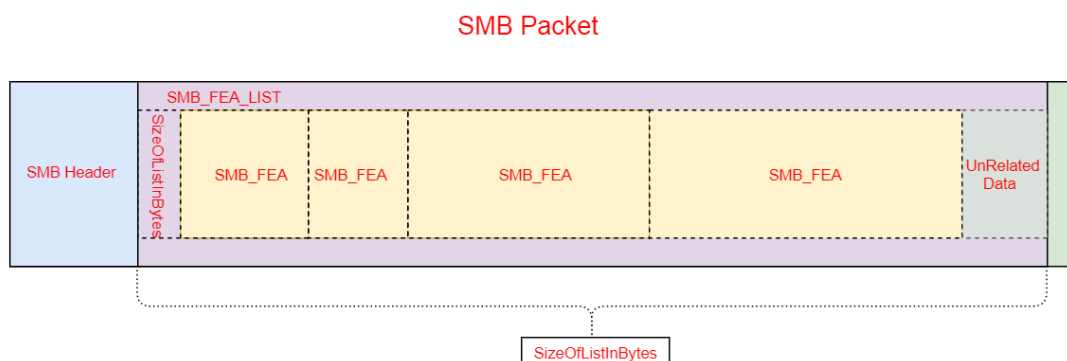 SMB Packet
SMB_FEA_LIST
SMB Header
SizeOfListInBytes
SMB_FEA
SMB_FEA
SMB_FEA
SMB_FEA
UnRelated
Data
SizeOfListInBytes